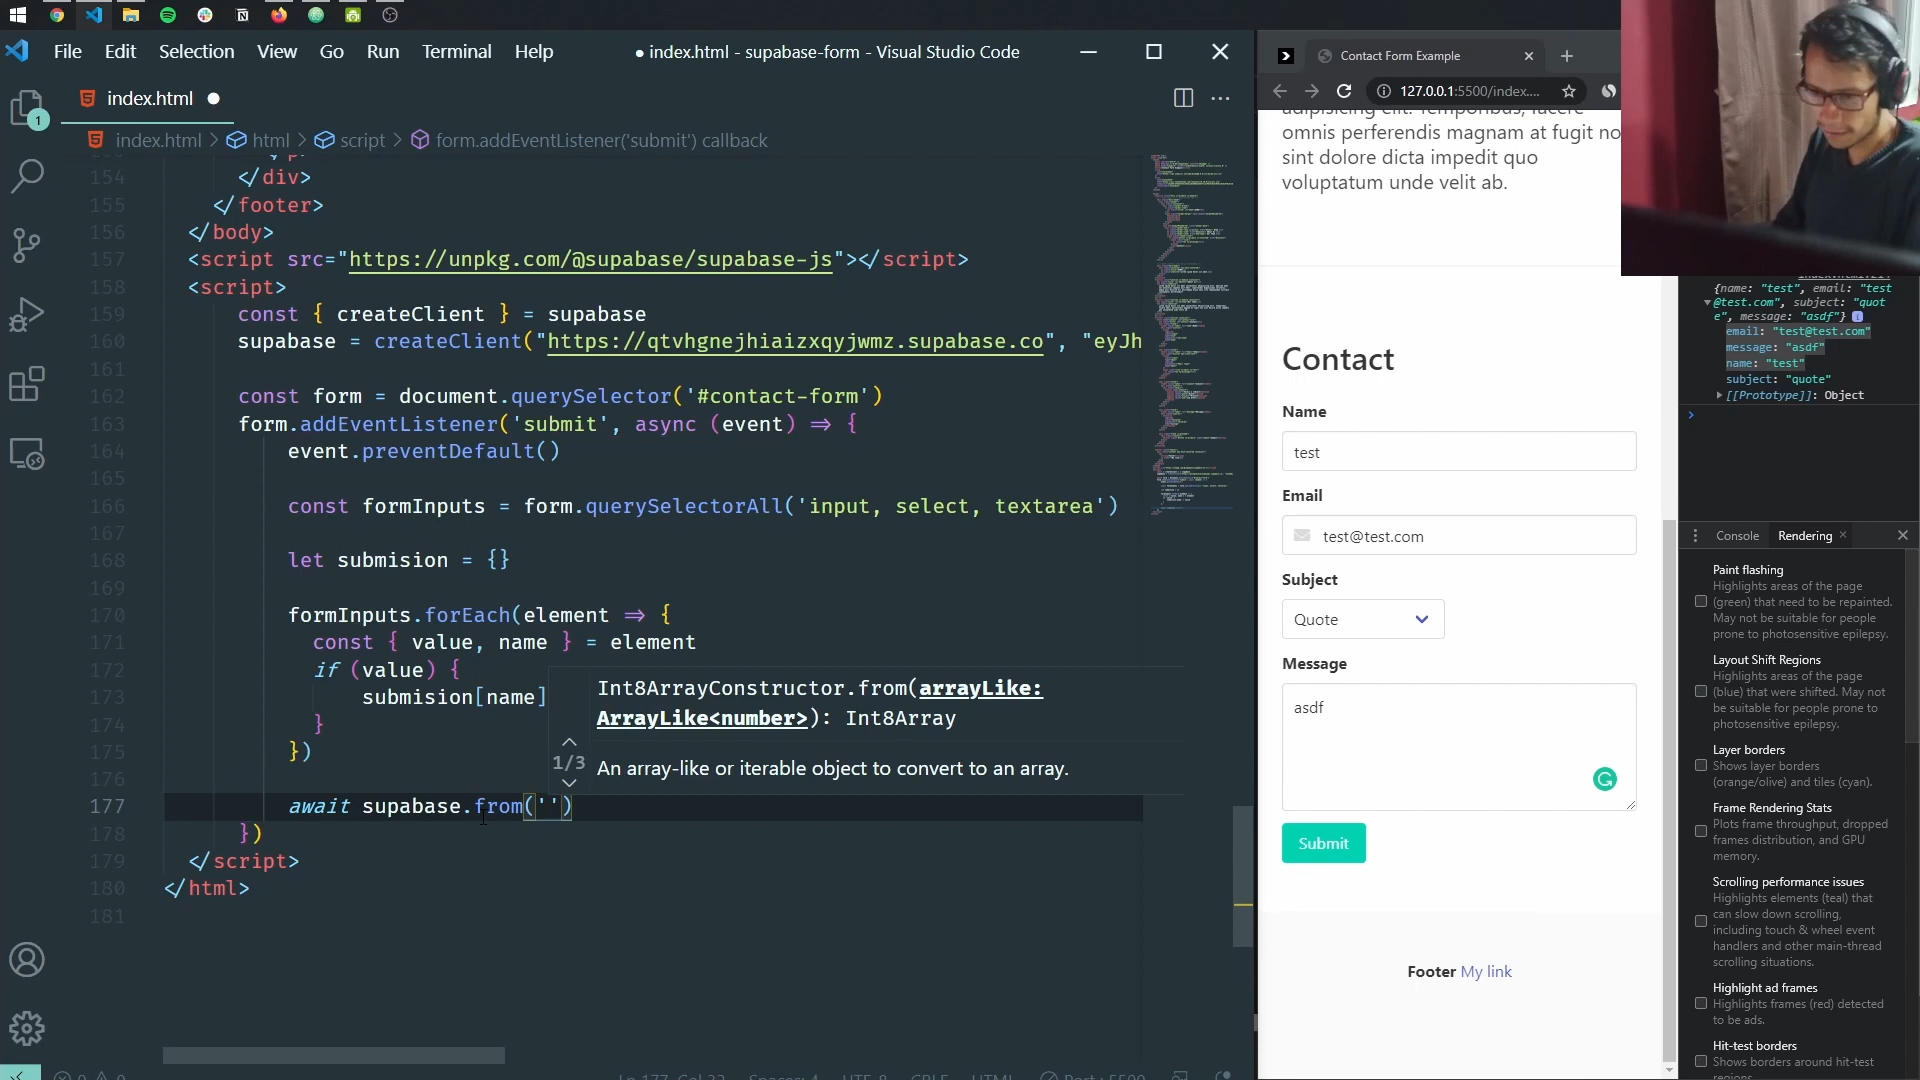 File Edit Selection View Go Run Terminal Help
● index.html - supabase-form - Visual Studio Code
index.html
1
index.html > html > script > form.addEventListener('submit') callback
154 </div>
155 </footer>
156 </body>
157 <script src="https://unpkg.com/@supabase/supabase-js"></script>
158 <script>
159 const { createClient } = supabase
160 supabase = createClient("https://qtvhgnejhiaizxqyjwmz.supabase.co", "eyJh
161
162 const form = document.querySelector('#contact-form')
163 form.addEventListener('submit', async (event) => {
164 event.preventDefault()
165
166 const formInputs = form.querySelectorAll('input, select, textarea')
167
168 let submision = {}
169
170 formInputs.forEach(element => {
171 const { value, name } = element
172 if (value) {
173 submision[name]
174 }
175 })
176
177 await supabase.from('')
178 })
179 </script>
180 </html>
181
Int8ArrayConstructor.from(arrayLike:
ArrayLike<number>): Int8Array
1/3
An array-like or iterable object to convert to an array.
Contact Form Example
127.0.0.1:5500/index....
omnis perferendis magnam at fugit no
sint dolore dicta impedit quo
voluptatum unde velit ab.
Contact
Name
test
Email
test@test.com
Subject
Quote
Message
asdf
Submit
Footer My link
{name: "test", email: "test
@test.com", subject: "quot
e", message: "asdf"}
email: "test@test.com"
message: "asdf"
name: "test"
subject: "quote"
[[Prototype]]: Object
Console Rendering
Paint flashing
Highlights areas of the page
(green) that need to be repainted.
May not be suitable for people
prone to photosensitive epilepsy.
Layout Shift Regions
Highlights areas of the page
(blue) that were shifted. May not
be suitable for people prone to
photosensitive epilepsy.
Layer borders
Shows layer borders
(orange/olive) and tiles (cyan).
Frame Rendering Stats
Plots frame throughput, dropped
frames distribution, and GPU
memory.
Scrolling performance issues
Highlights elements (teal) that
can slow down scrolling,
including touch & wheel event
handlers and other main-thread
scrolling situations.
Highlight ad frames
Highlights frames (red) detected
to be ads.
Hit-test borders
Shows borders around hit-test